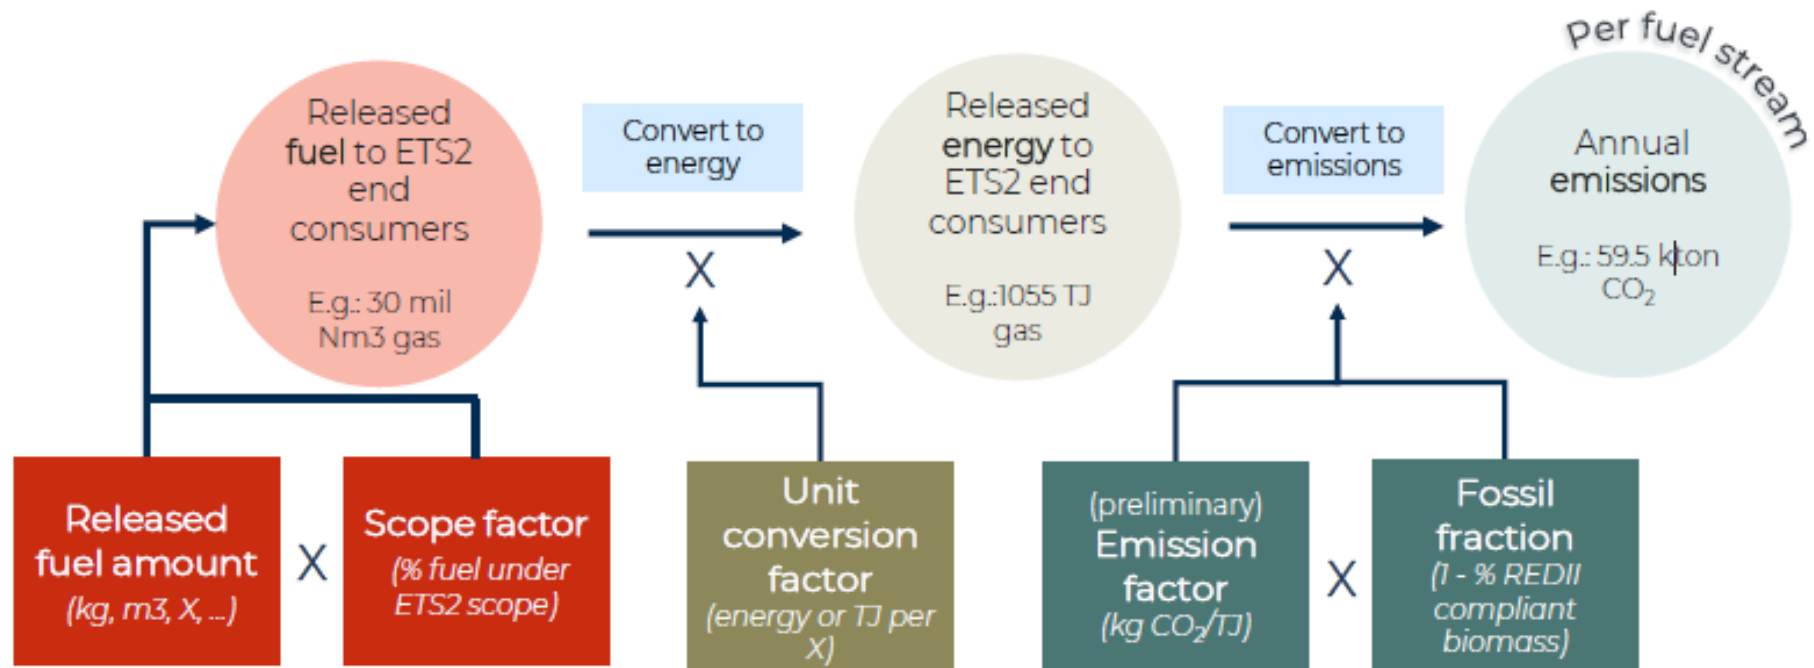 Per fuel stream
Released
fuel to ETS2
end
consumers
E.g.: 30 mil
Nm3 gas
Convert to
energy
X
Released
energy to
ETS2 end
consumers
E.g.:1055 TJ
gas
Convert to
emissions
X
Annual
emissions
E.g.: 59.5 kton
CO₂
Released
fuel amount
(kg, m3, X, ...)
X
Scope factor
(% fuel under
ETS2 scope)
Unit
conversion
factor
(energy or TJ per
X)
(preliminary)
Emission
factor
(kg CO₂/TJ)
X
Fossil
fraction
(1 - % REDII
compliant
biomass)